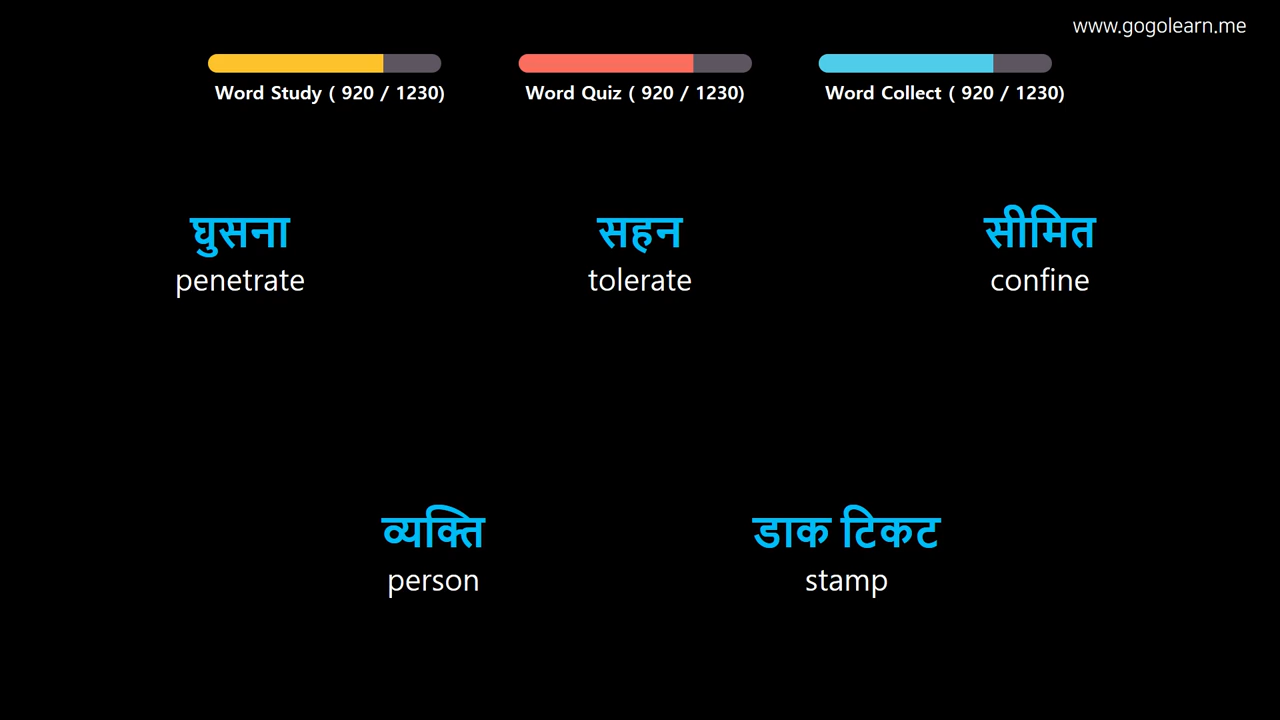 www.gogolearn.me
Word Study ( 920 / 1230)
Word Quiz ( 920 / 1230)
Word Collect ( 920 / 1230)
घुसना
penetrate
सहन
tolerate
सीमित
confine
व्यक्ति
person
डाक टिकट
stamp